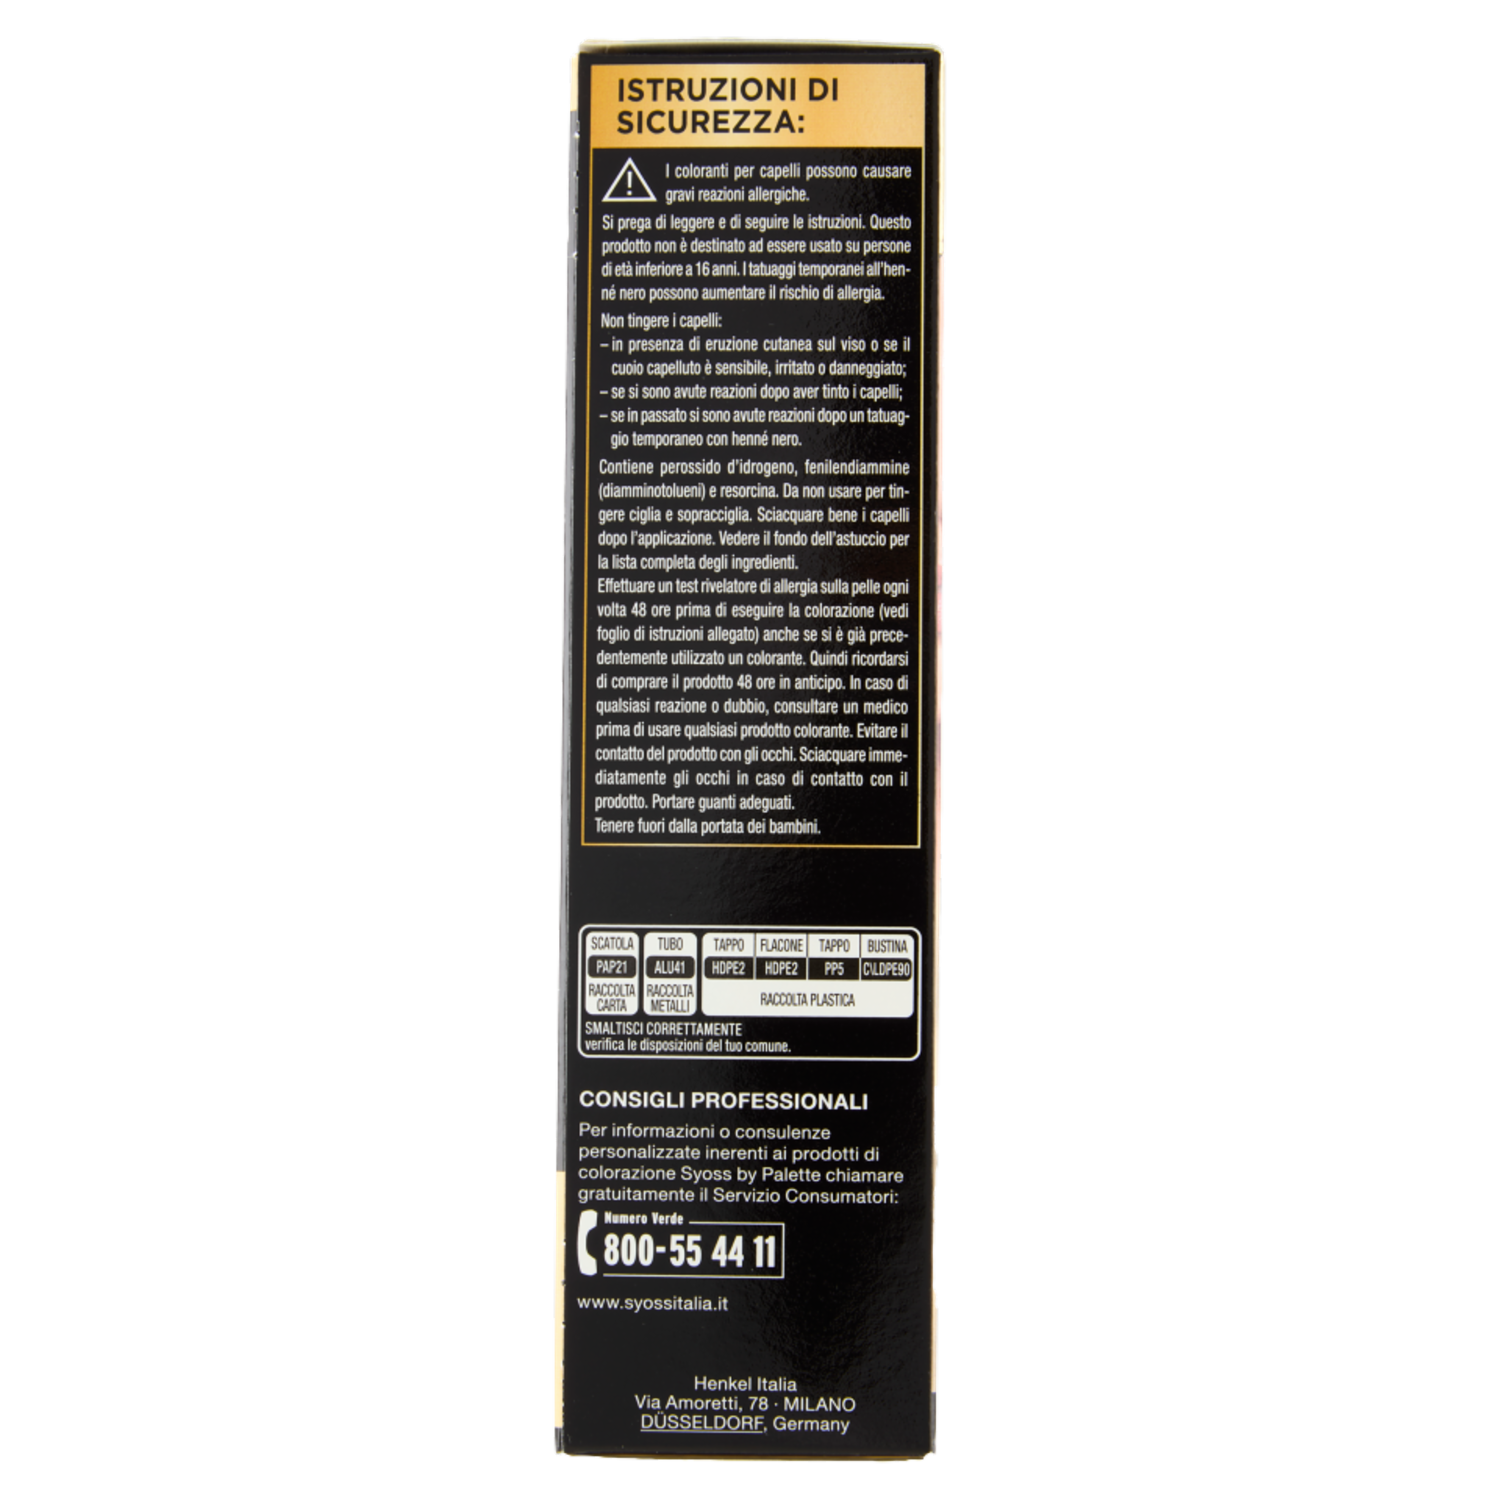 ISTRUZIONI DI
SICUREZZA:
I coloranti per capelli possono causare
gravi reazioni allergiche.
Si prega di leggere e di seguire le istruzioni. Questo
prodotto non è destinato ad essere usato su persone
di età inferiore a 16 anni. I tatuaggi temporanei all'hen-
né nero possono aumentare il rischio di allergia.
Non tingere i capelli:
– in presenza di eruzione cutanea sul viso o se il
cuoio capelluto è sensibile, irritato o danneggiato;
– se si sono avute reazioni dopo aver tinto i capelli;
– se in passato si sono avute reazioni dopo un tatuag-
gio temporaneo con henné nero.
Contiene perossido d'idrogeno, fenilendiammine
(diamminotolueni) e resorcina. Da non usare per tin-
gere ciglia e sopracciglia. Sciacquare bene i capelli
dopo l'applicazione. Vedere il fondo dell'astuccio per
la lista completa degli ingredienti.
Effettuare un test rivelatore di allergia sulla pelle ogni
volta 48 ore prima di eseguire la colorazione (vedi
foglio di istruzioni allegato) anche se si è già prece-
dentemente utilizzato un colorante. Quindi ricordarsi
di comprare il prodotto 48 ore in anticipo. In caso di
qualsiasi reazione o dubbio, consultare un medico
prima di usare qualsiasi prodotto colorante. Evitare il
contatto del prodotto con gli occhi. Sciacquare imme-
diatamente gli occhi in caso di contatto con il
prodotto. Portare guanti adeguati.
Tenere fuori dalla portata dei bambini.
SCATOLA TUBO TAPPO FLACONE TAPPO BUSTINA
PAP21 ALU41 HDPE2 HDPE2 PP5 C\LDPE90
RACCOLTA CARTA RACCOLTA METALLI RACCOLTA PLASTICA
SMALTISCI CORRETTAMENTE
verifica le disposizioni del tuo comune.
CONSIGLI PROFESSIONALI
Per informazioni o consulenze
personalizzate inerenti ai prodotti di
colorazione Syoss by Palette chiamare
gratuitamente il Servizio Consumatori:
Numero Verde
800-55 44 11
www.syossitalia.it
Henkel Italia
Via Amoretti, 78 · MILANO
DÜSSELDORF, Germany